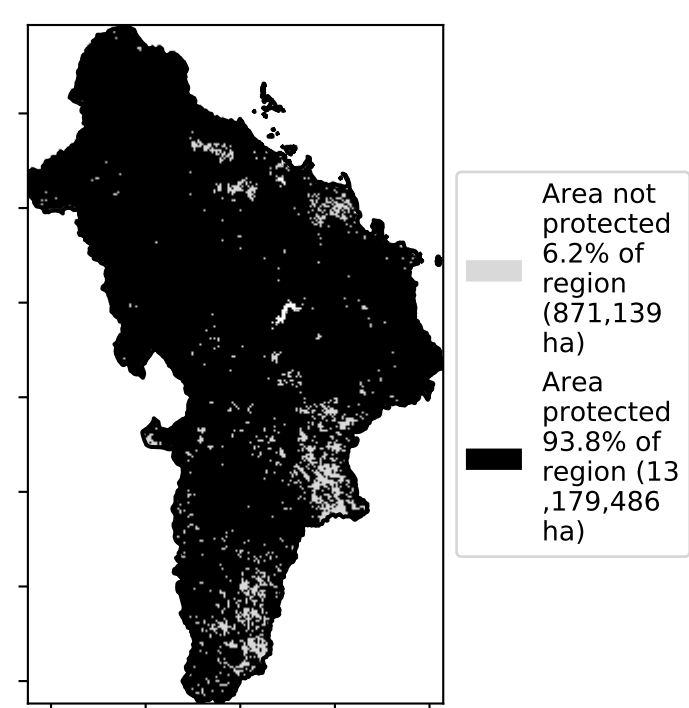 Area not
protected
6.2% of
region
(871,139
ha)
Area
protected
93.8% of
region (13
,179,486
ha)